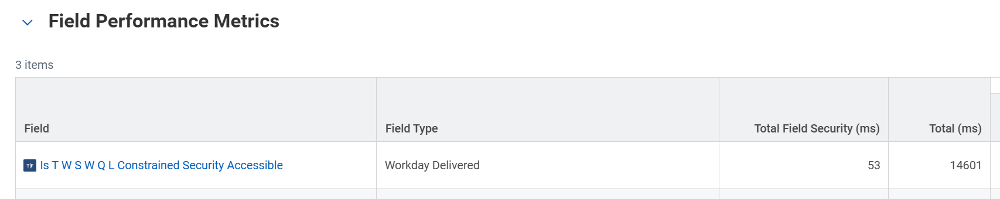 Field Performance Metrics
3 items
Field Field Type Total Field Security (ms) Total (ms)
T|F Is T W S W Q L Constrained Security Accessible Workday Delivered 53 14601